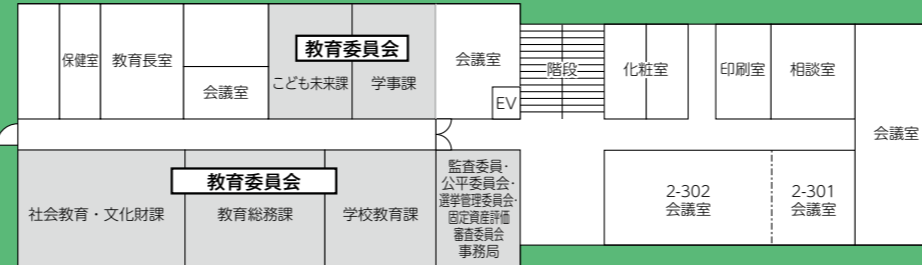 教育委員会
保健室
教育長室
会議室
こども未来課
学事課
会議室
EV
階段
化粧室
印刷室
相談室
会議室
教育委員会
社会教育・文化財課
教育総務課
学校教育課
監査委員・
公平委員会・
選挙管理委員会・
固定資産評価
審査委員会
事務局
2-302
会議室
2-301
会議室